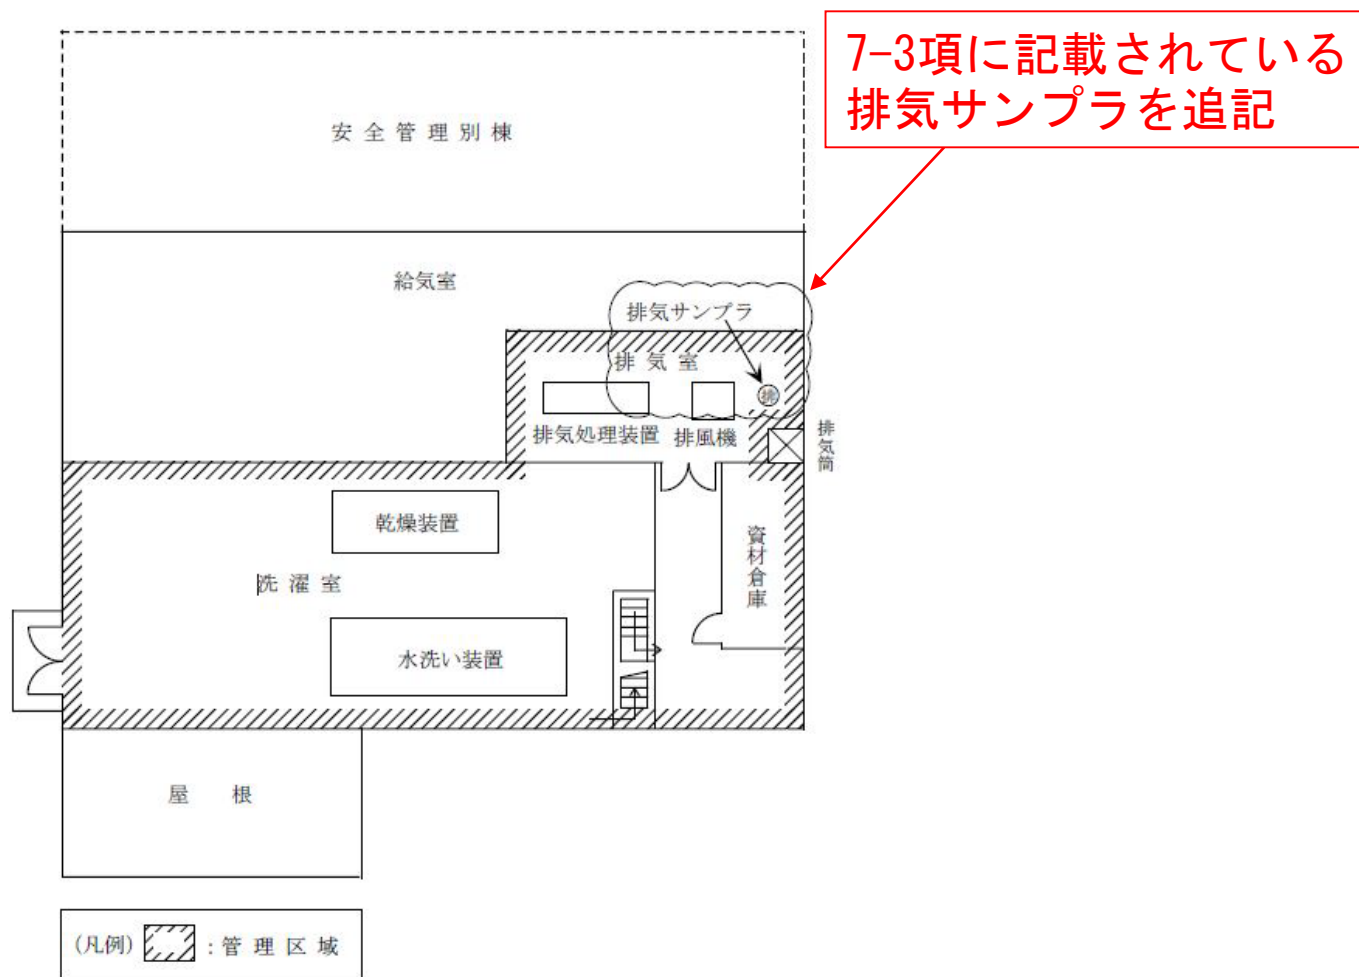 7-3項に記載されている
排気サンプラを追記
安全管理別棟
給気室
排気サンプラ
排気室
排
排気処理装置
排風機
排気筒
乾燥装置
資材倉庫
洗濯室
水洗い装置
屋根
(凡例) :管理区域